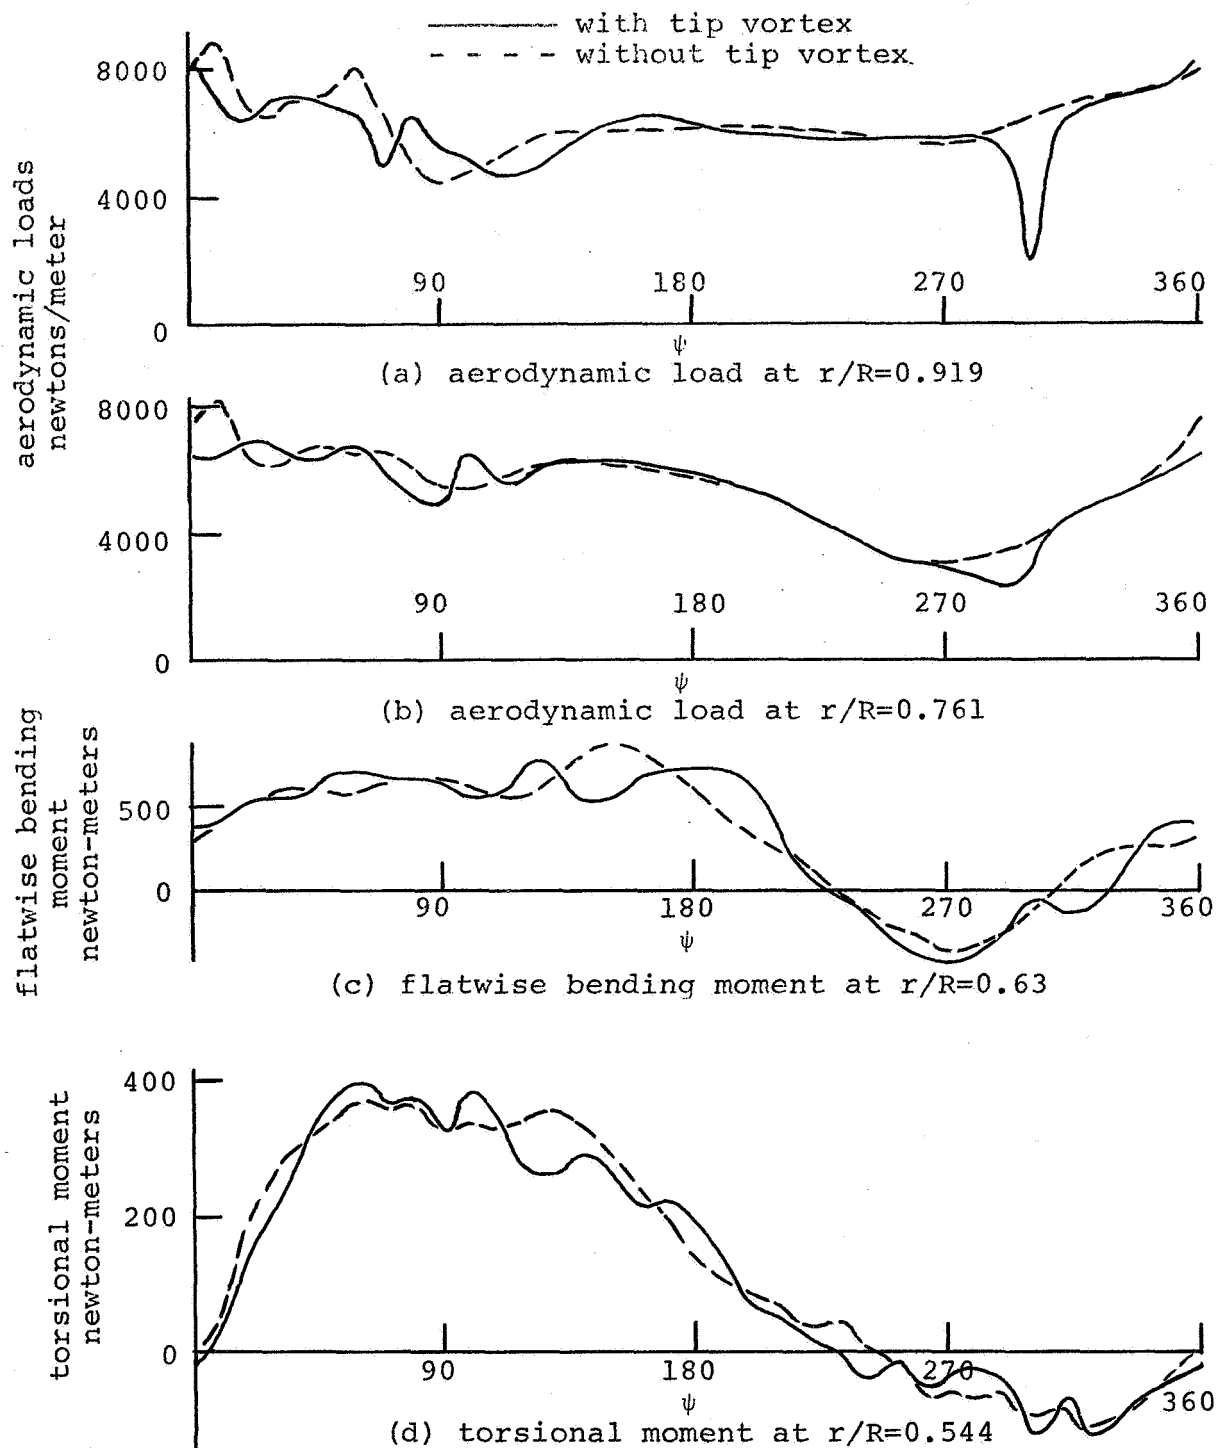 with tip vortex
without tip vortex
aerodynamic loads
newtons/meter
8000
4000
0
90
180
270
360
ψ
(a) aerodynamic load at r/R=0.919
8000
4000
0
90
180
270
360
ψ
(b) aerodynamic load at r/R=0.761
flatwise bending
moment
newton-meters
500
0
90
180
270
360
ψ
(c) flatwise bending moment at r/R=0.63
torsional moment
newton-meters
400
200
0
90
180
270
360
ψ
(d) torsional moment at r/R=0.544